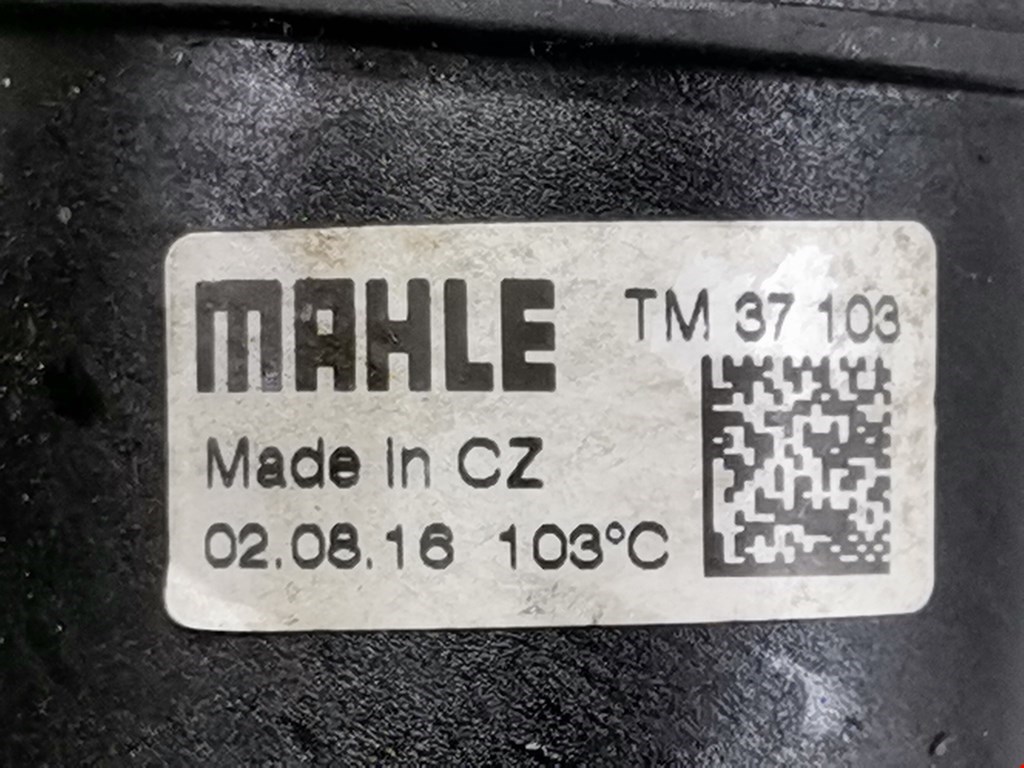 MAHLE
TM 37 103
Made In CZ
02.08.16 103°C